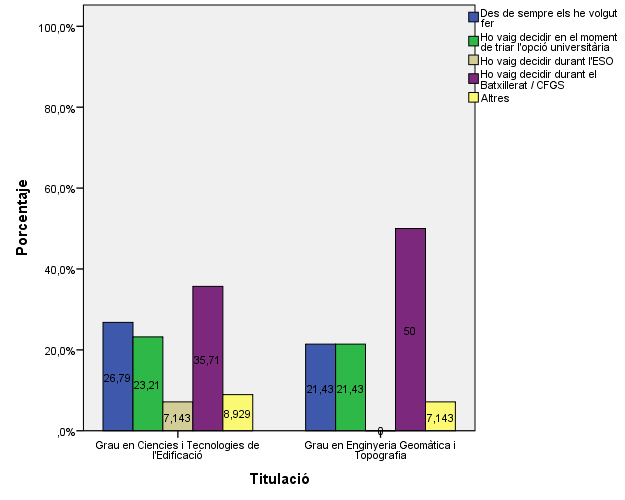 Des de sempre els he volgut
fer
Ho vaig decidir en el moment
de triar l'opció universitària
Ho vaig decidir durant l'ESO
Ho vaig decidir durant el
Batxillerat / CFGS
Altres
100,0%
80,0%
60,0%
40,0%
20,0%
,0%
Porcentaje
26,79
23,21
7,143
35,71
8,929
21,43
21,43
0
50
7,143
Grau en Ciencies i Tecnologies de
l'Edificació
Grau en Enginyeria Geomàtica i
Topografia
Titulació